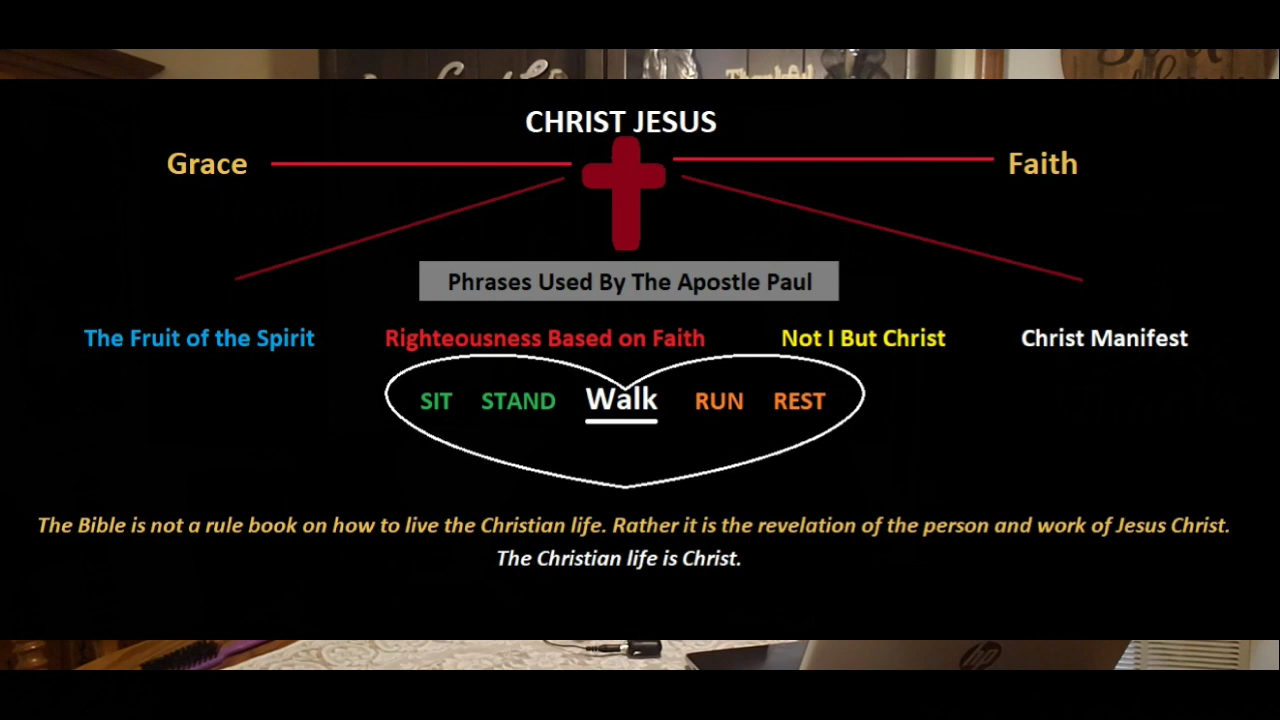 Thankful
CHRIST JESUS
Grace Faith
Phrases Used By The Apostle Paul
The Fruit of the Spirit Righteousness Based on Faith Not I But Christ Christ Manifest
SIT STAND Walk RUN REST
The Bible is not a rule book on how to live the Christian life. Rather it is the revelation of the person and work of Jesus Christ.
The Christian life is Christ.
hp